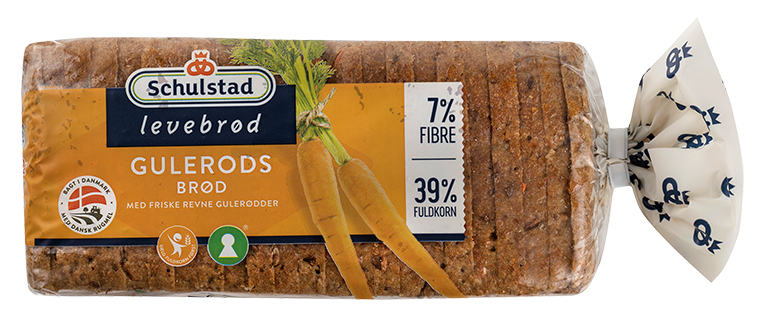 Schulstad
levebrød
GULERODS
BRØD
MED FRISKE REVNE GULERØDDER
7%
FIBRE
39%
FULDKORN
BAGT I DANMARK
MED DANSK RUGMEL